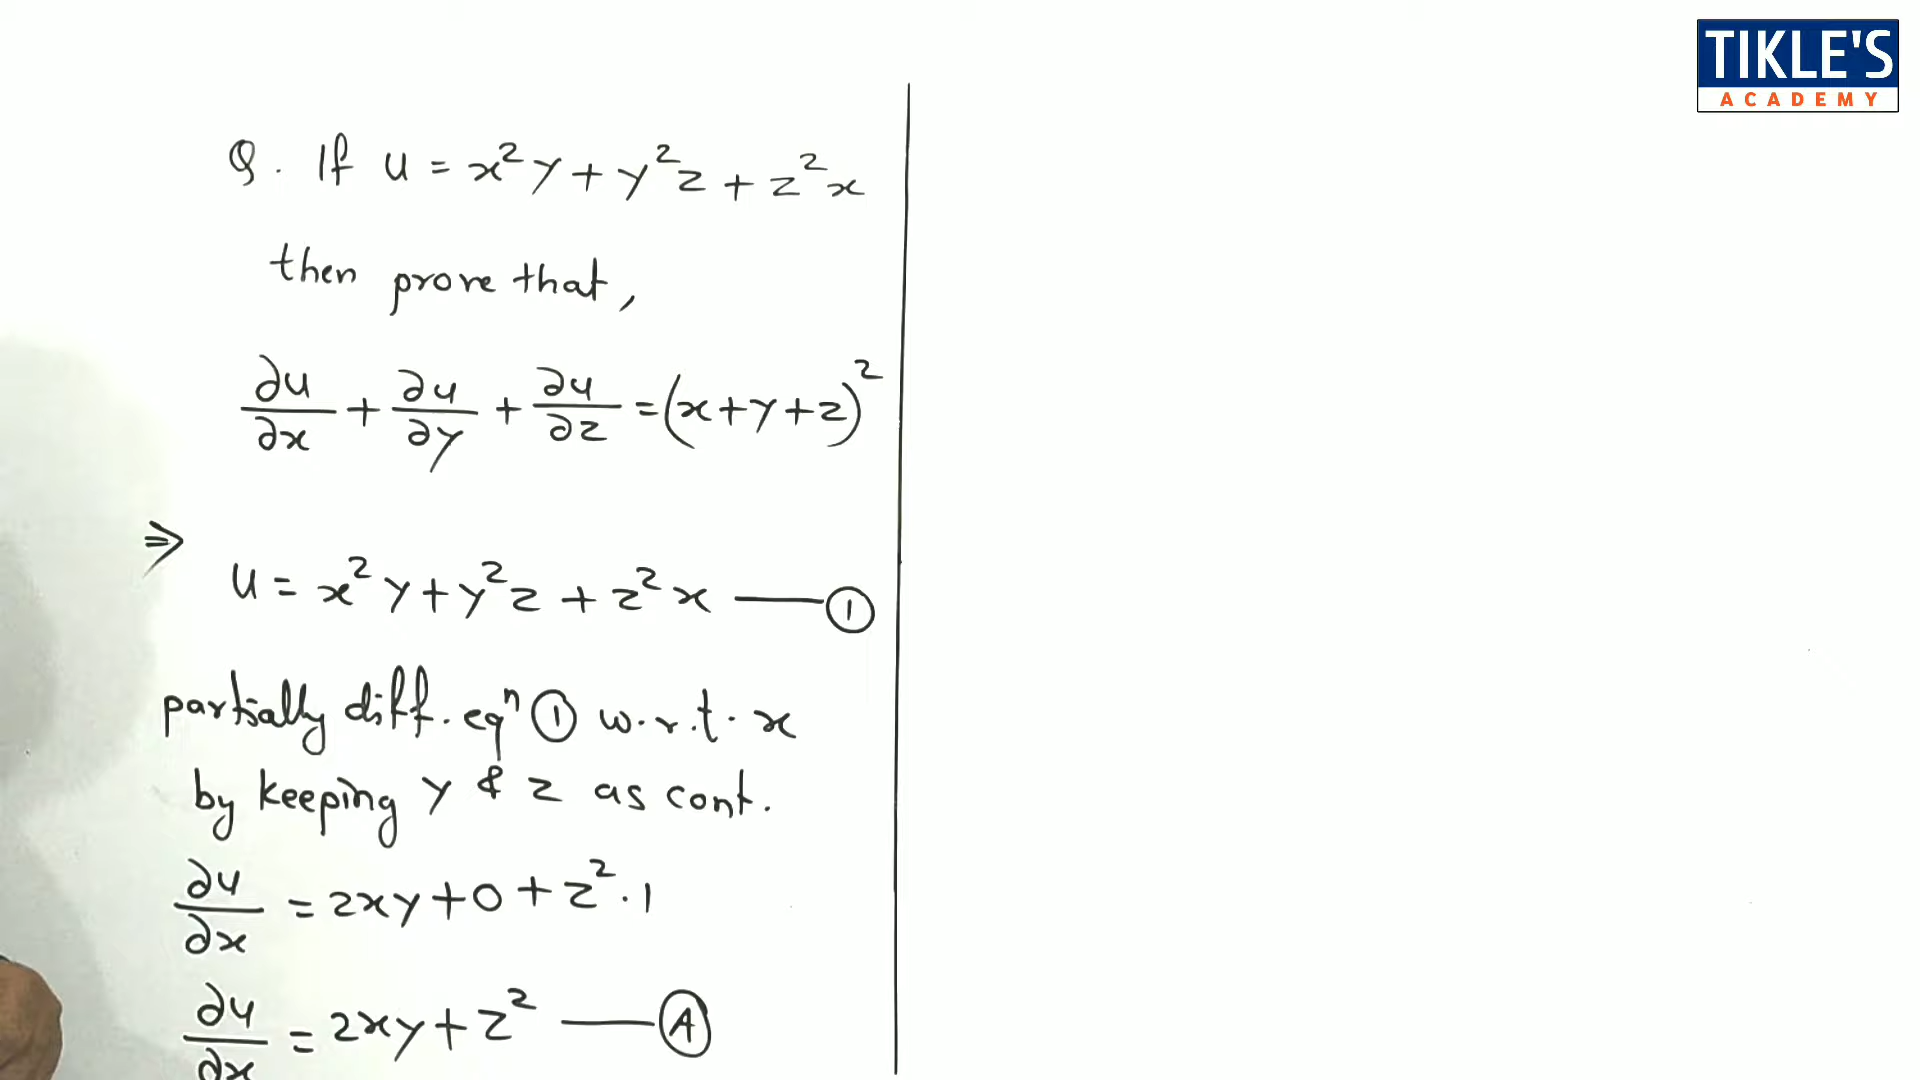 Q. If u = x²y + y²z + z²x
then prove that,
∂u/∂x + ∂u/∂y + ∂u/∂z = (x+y+z)²
⇒
u = x²y + y²z + z²x —— ①
partially diff. eqⁿ ① w.r.t. x
by keeping y & z as cont.
∂u/∂x = 2xy + 0 + z².1
∂u/∂x = 2xy + z² —— Ⓐ
TIKLE'S
ACADEMY